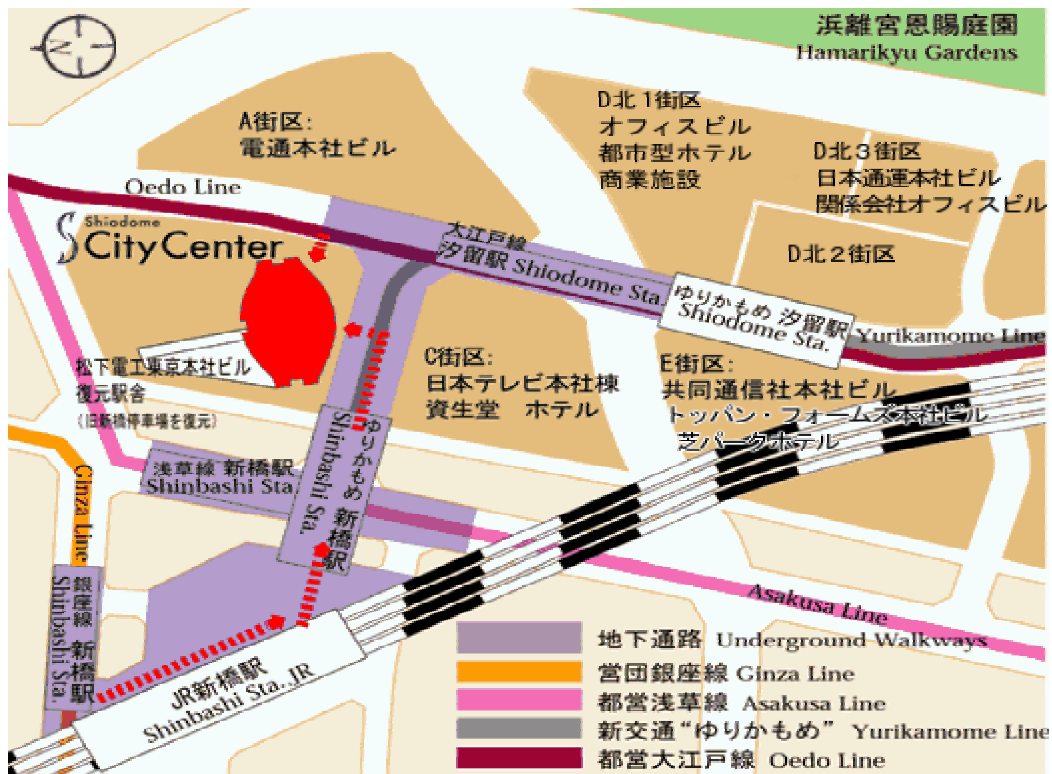 N
浜離宮恩賜庭園
Hamarikyu Gardens
A街区:
電通本社ビル
D北1街区
オフィスビル
都市型ホテル
商業施設
D北3街区
日本通運本社ビル
関係会社オフィスビル
D北2街区
Oedo Line
Shiodome
City Center
大江戸線
汐留駅 Shiodome Sta.
ゆりかもめ 汐留駅
Shiodome Sta.
Yurikamome Line
松下電工東京本社ビル
復元駅舎
(旧新橋停車場を復元)
C街区:
日本テレビ本社棟
資生堂 ホテル
E街区:
共同通信社本社ビル
トッパン・フォームズ本社ビル
芝パークホテル
ゆりかもめ 新橋駅
Shinbashi Sta.
浅草線 新橋駅
Shinbashi Sta.
Ginza Line
銀座線 新橋駅
Shinbashi Sta.
JR新橋駅
Shinbashi Sta. JR
Asakusa Line
地下通路 Underground Walkways
営団銀座線 Ginza Line
都営浅草線 Asakusa Line
新交通“ゆりかもめ” Yurikamome Line
都営大江戸線 Oedo Line